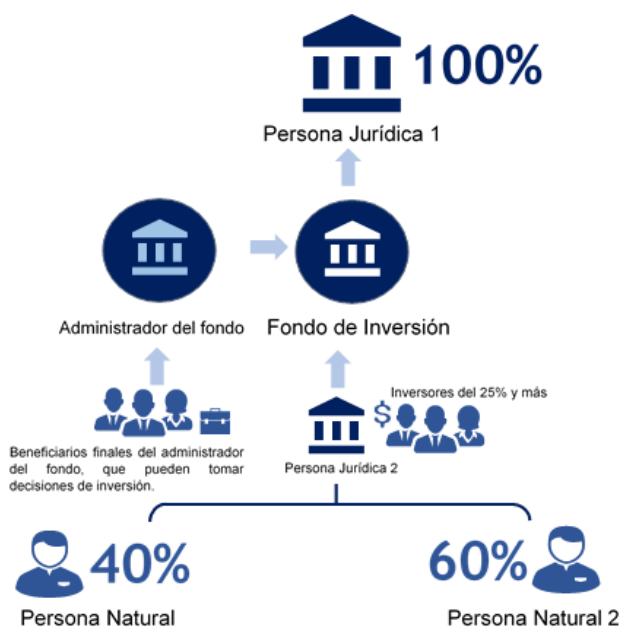 100%
Persona Jurídica 1
Administrador del fondo
Fondo de Inversión
Inversores del 25% y más
$
Beneficiarios finales del administrador
del fondo, que pueden tomar
decisiones de inversión.
Persona Jurídica 2
40%
60%
Persona Natural
Persona Natural 2